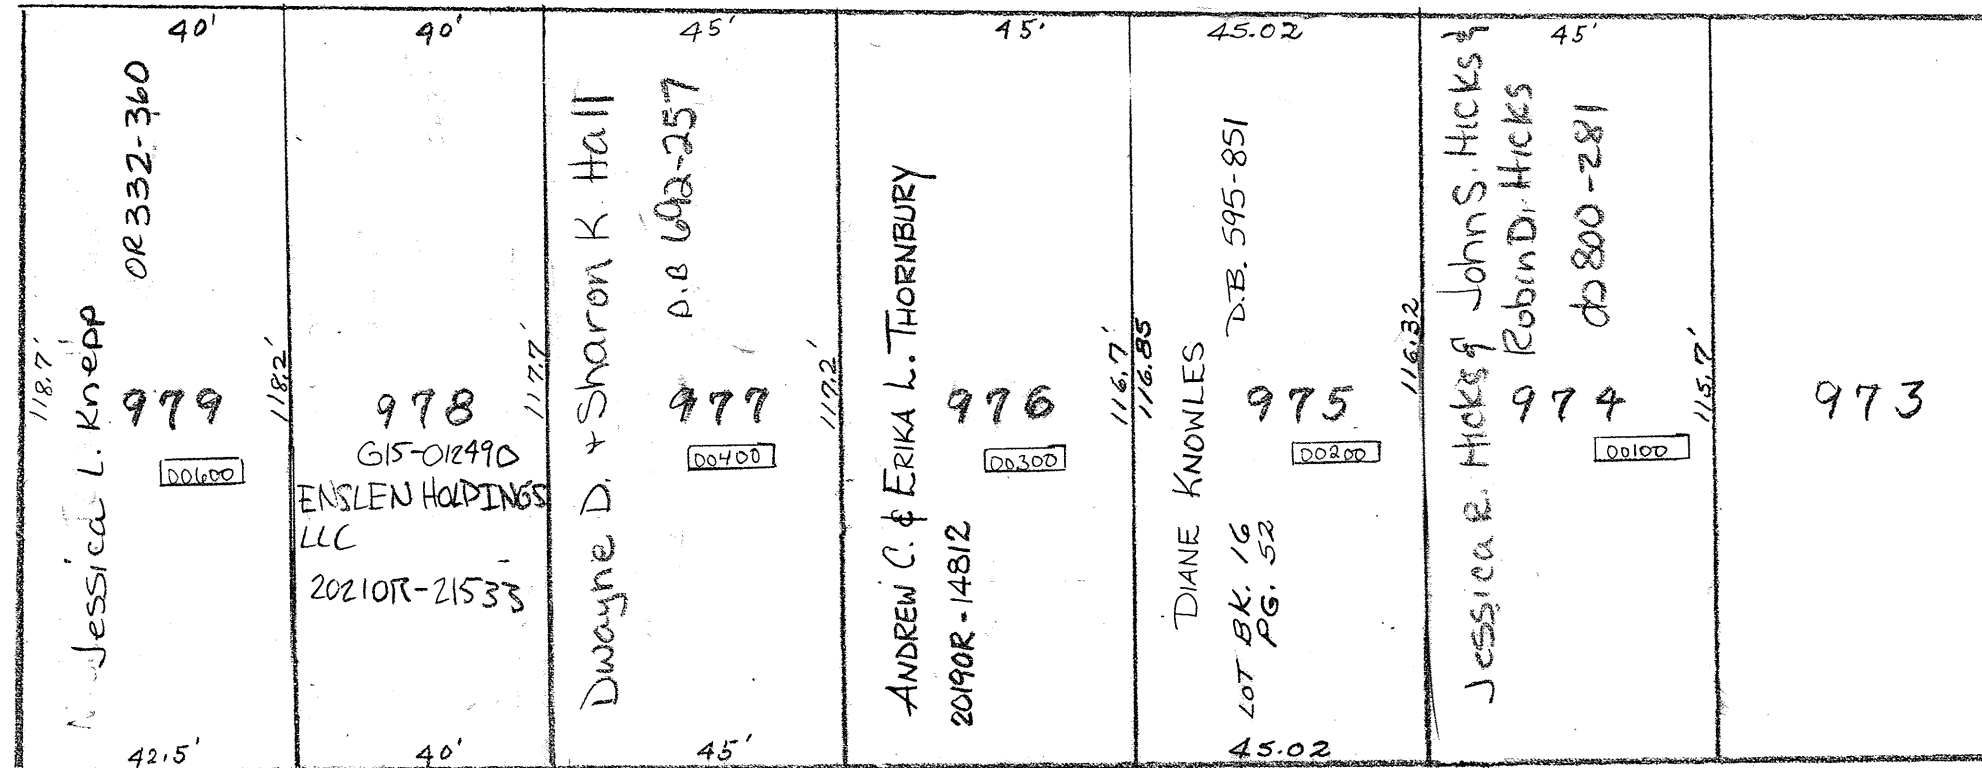 40'
OR332-360
118.7'
Jessica L. Knepp
979
00600
42.5'
40'
118.2'
978
G15-012490
ENSLEN HOLDINGS
LLC
2021OR-21533
40'
117.7'
45'
Dwayne D. + Sharon K. Hall
D.B 692-257
977
00400
45'
117.2'
45'
ANDREW C. & ERIKA L. THORNBURY
2019OR-14812
976
00300
116.7'
116.85
45.02
DIANE KNOWLES
D.B. 595-851
975
00200
LOT BK. 16
PG. 52
45.02
116.32
45'
Jessica R. Hicks & John S. Hicks &
Robin D. Hicks
800-281
974
00100
115.7'
973